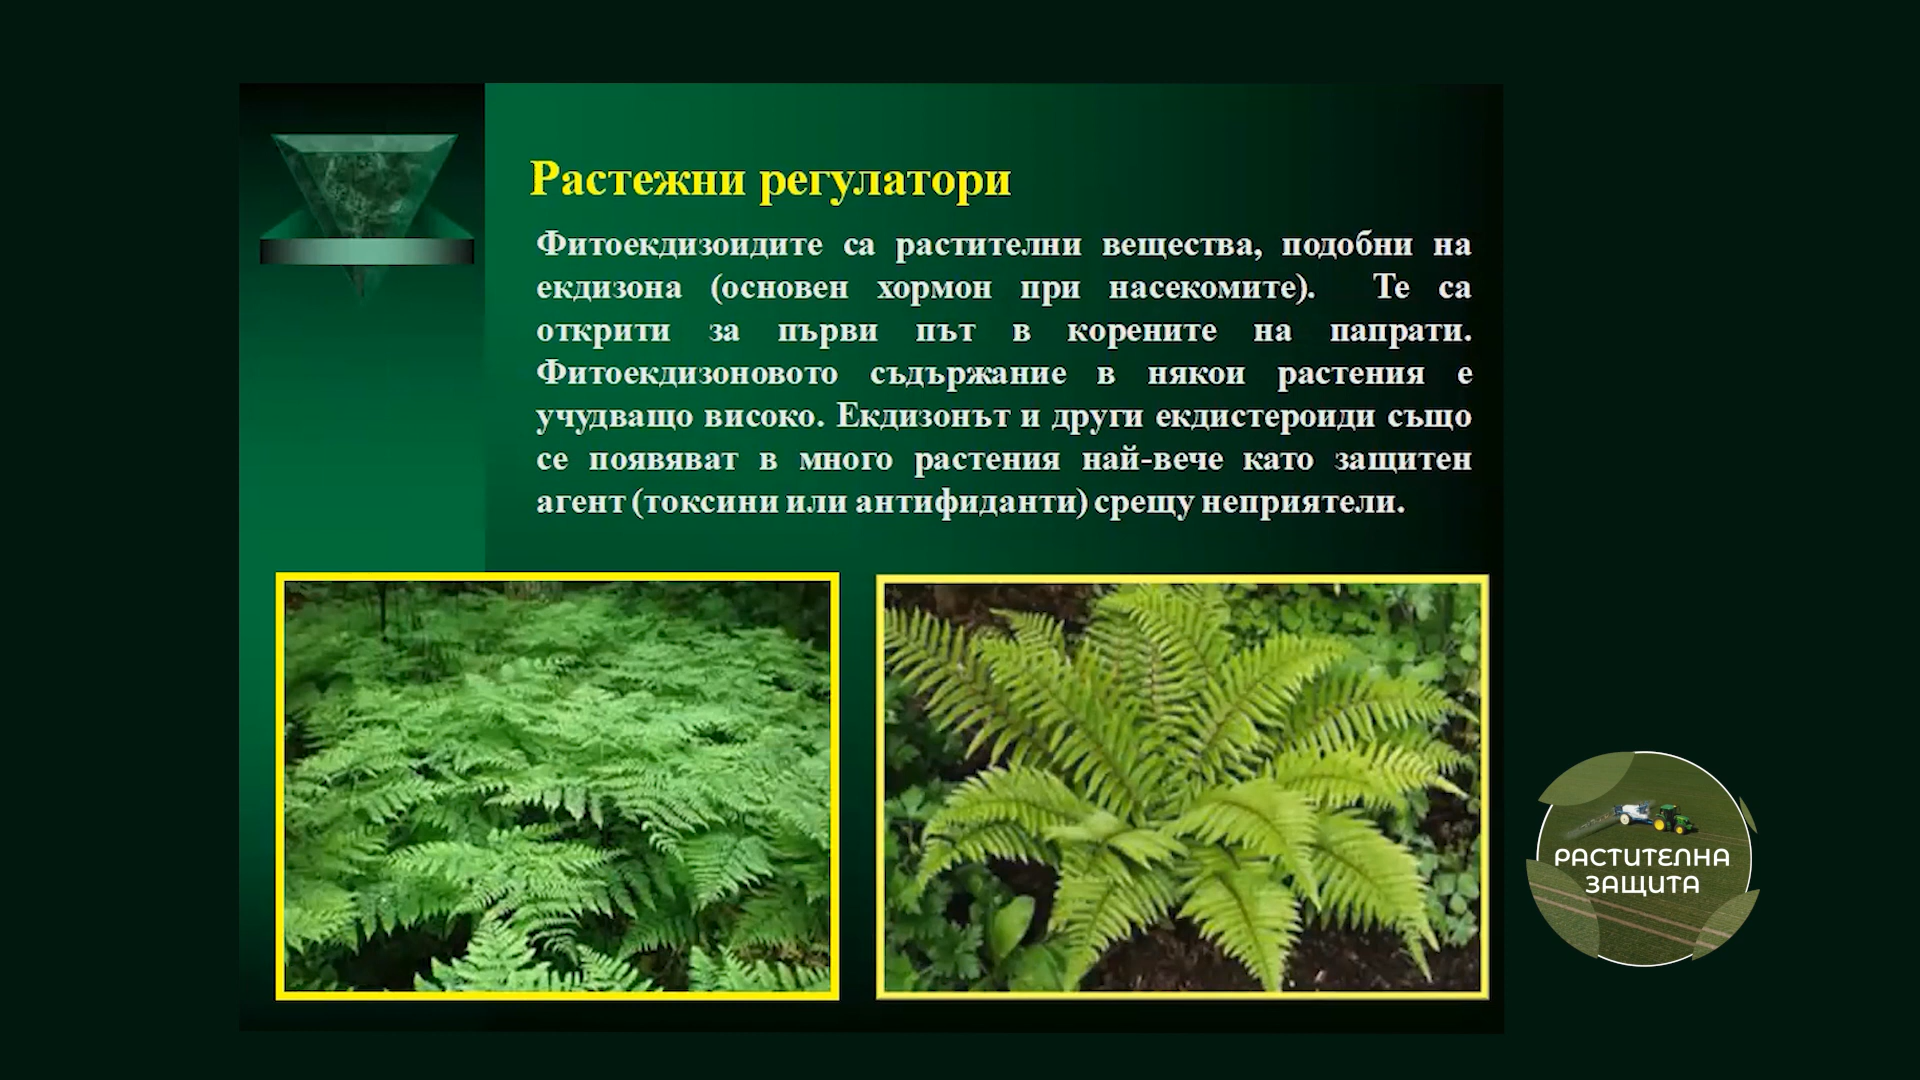 Растежни регулатори
Фитоекдизоидите са растителни вещества, подобни на
екдизона (основен хормон при насекомите). Те са
открити за първи път в корените на папрати.
Фитоекдизоновото съдържание в някои растения е
учудващо високо. Екдизонът и други екдистероиди също
се появяват в много растения най-вече като защитен
агент (токсини или антифиданти) срещу неприятели.
РАСТИТЕЛНА
ЗАЩИТА